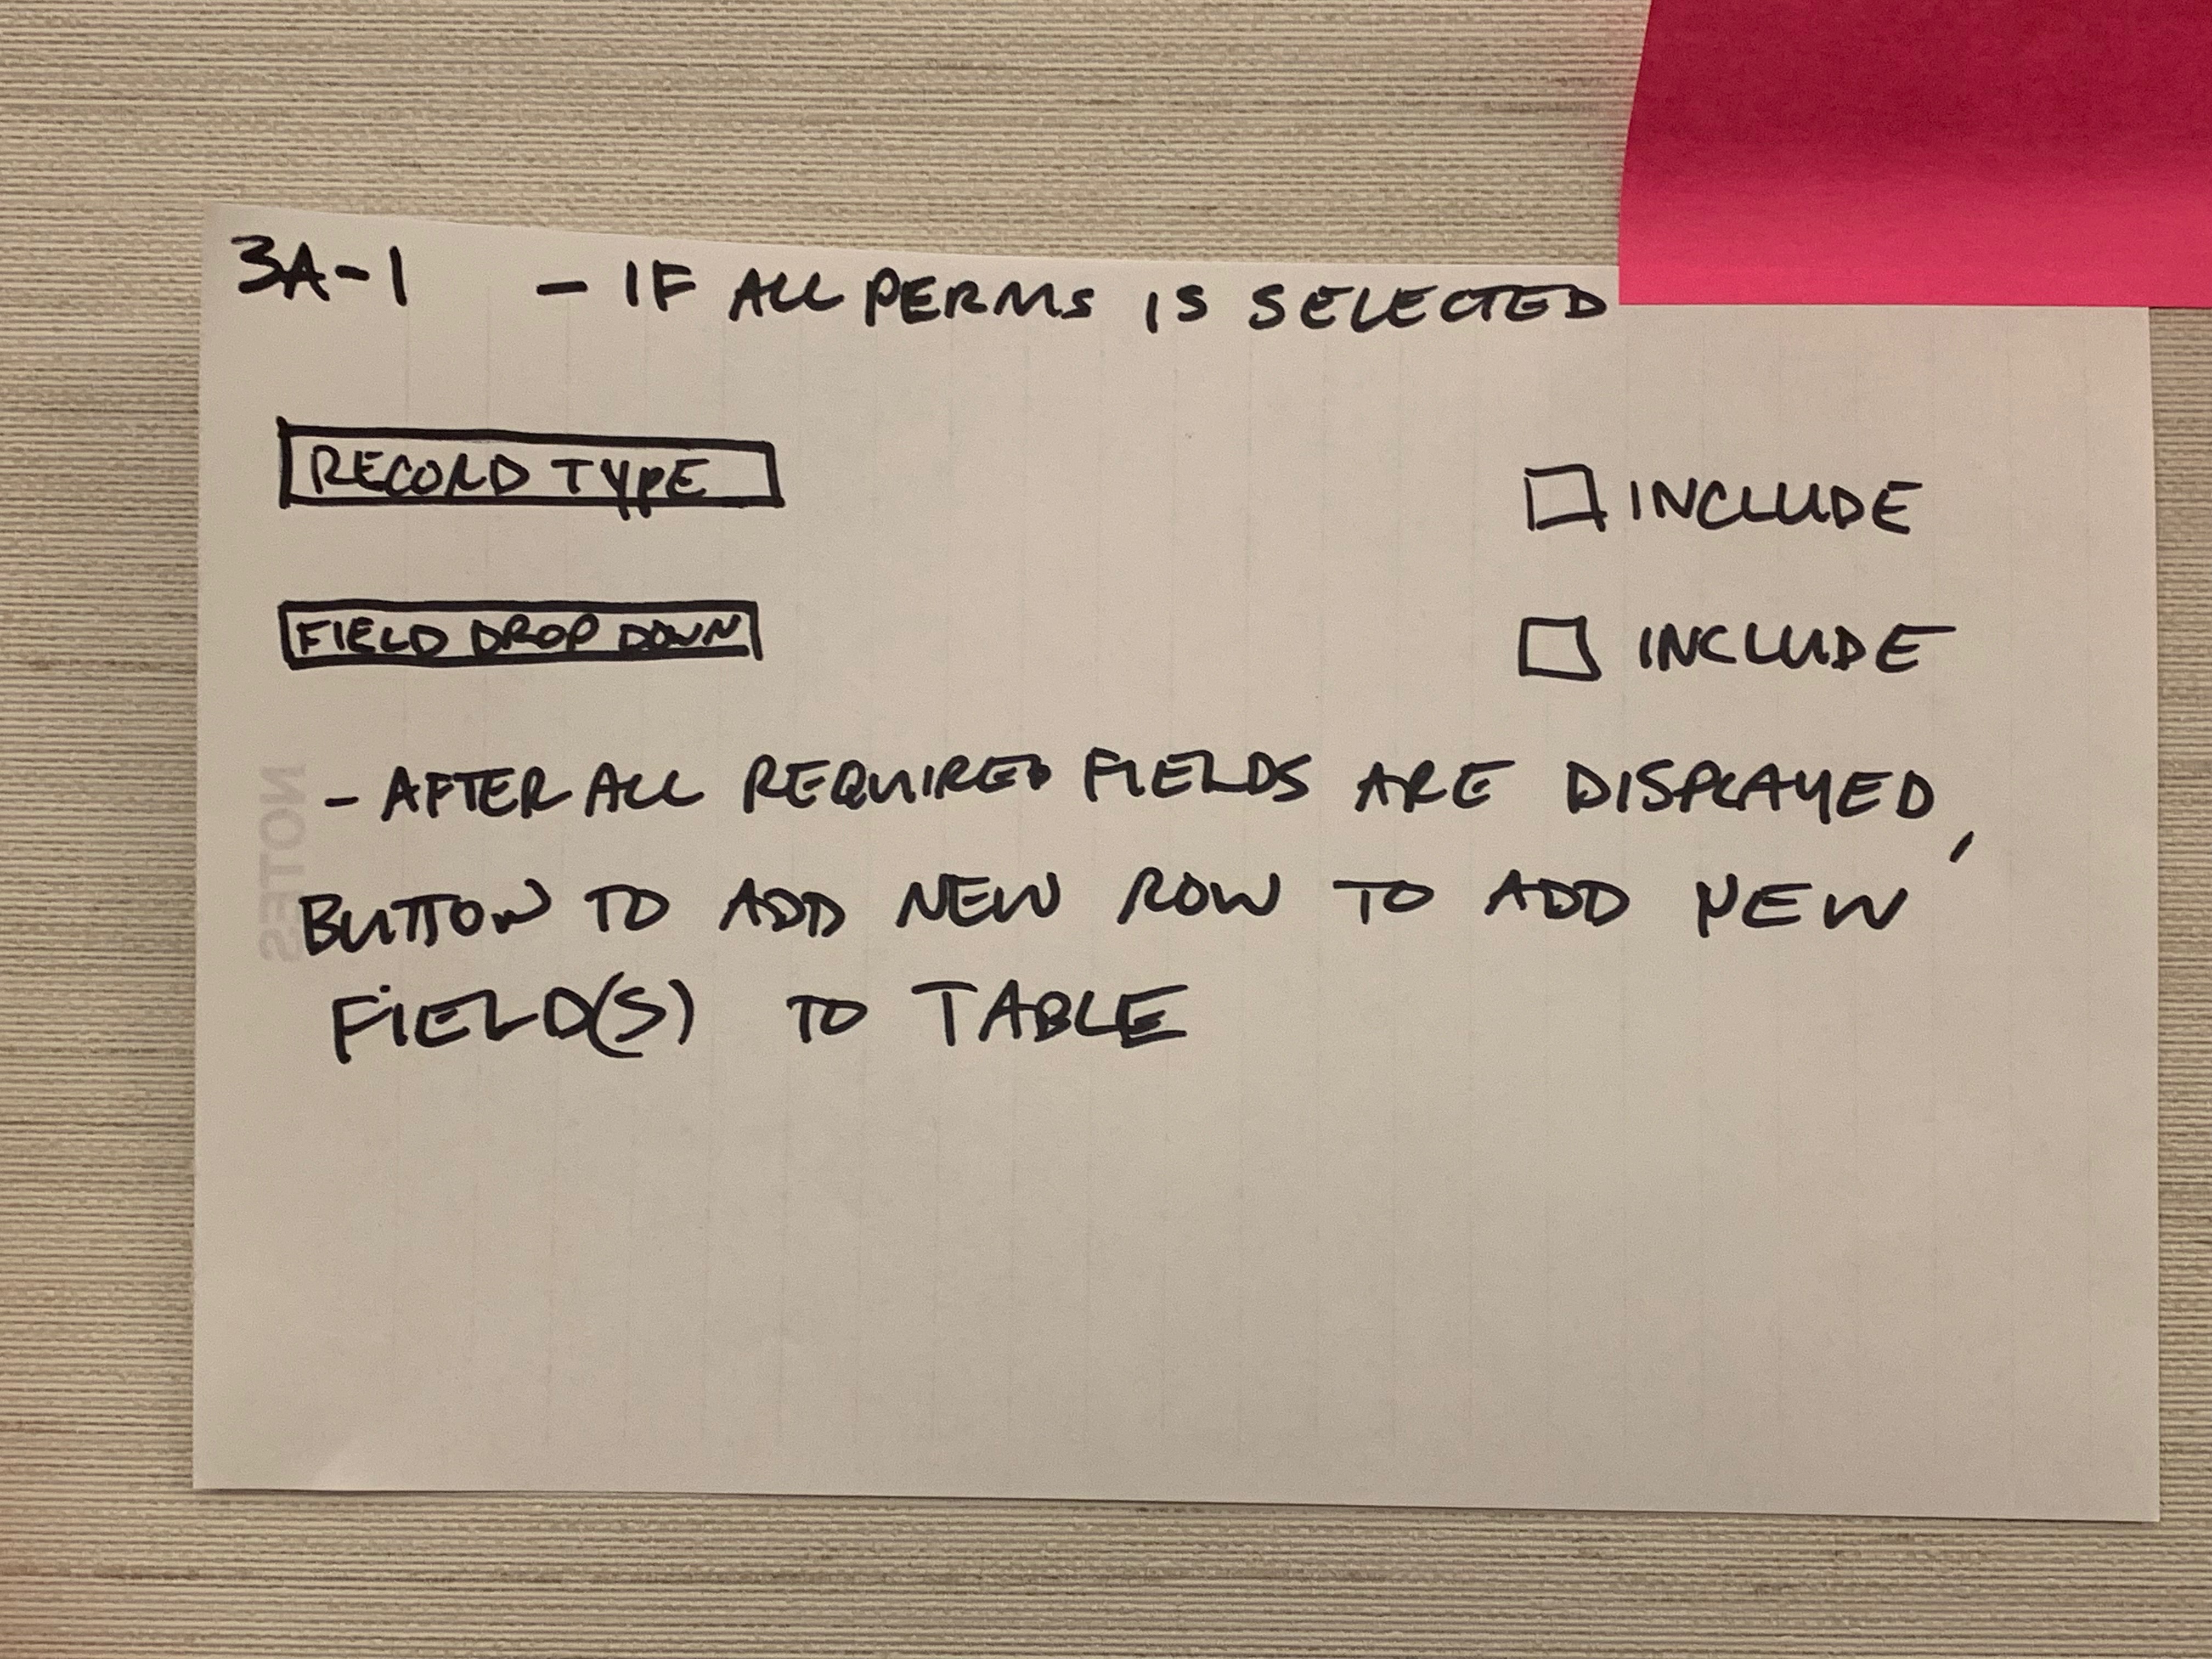 3A-1 - IF ALL PERMS IS SELECTED
RECORD TYPE INCLUDE
FIELD DROP DOWN INCLUDE
- AFTER ALL REQUIRED FIELDS ARE DISPLAYED,
BUTTON TO ADD NEW ROW TO ADD NEW
FIELD(S) TO TABLE
NOTES